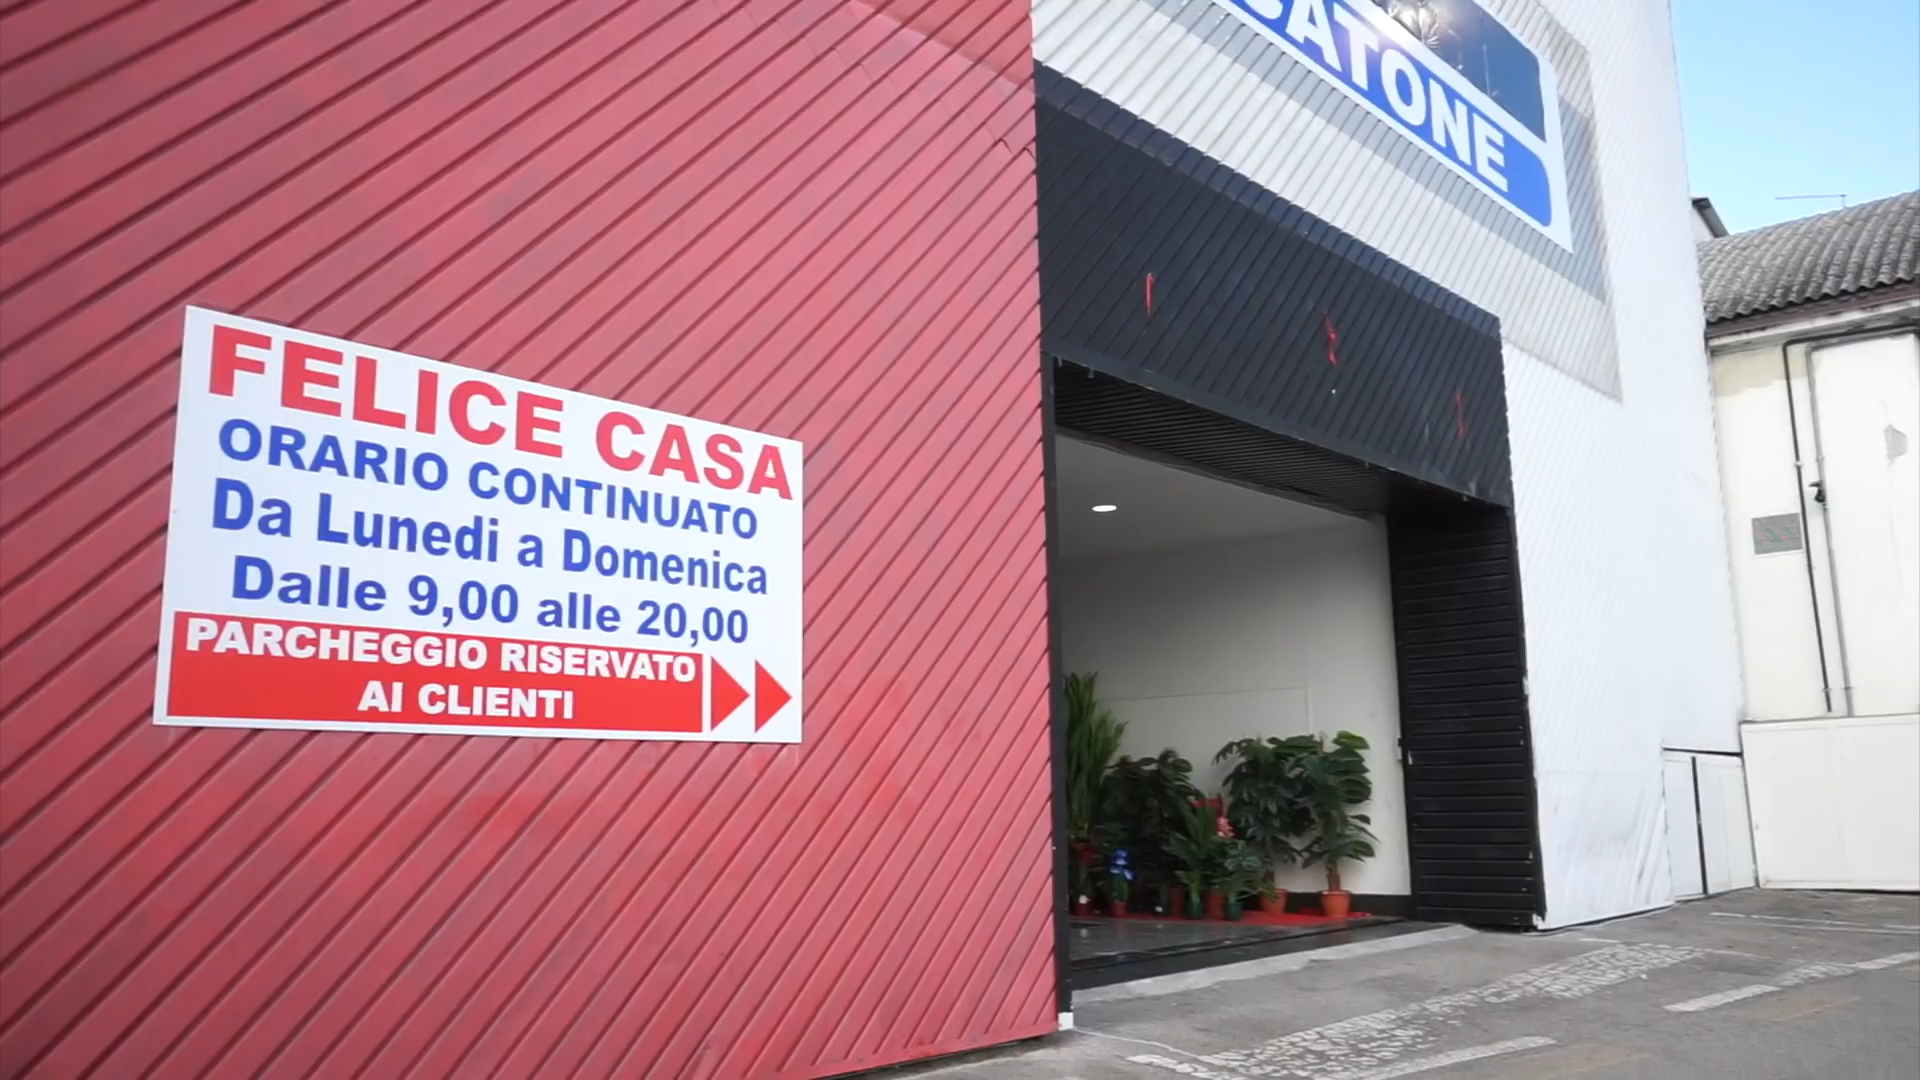 FELICE CASA
ORARIO CONTINUATO
Da Lunedi a Domenica
Dalle 9,00 alle 20,00
PARCHEGGIO RISERVATO
AI CLIENTI